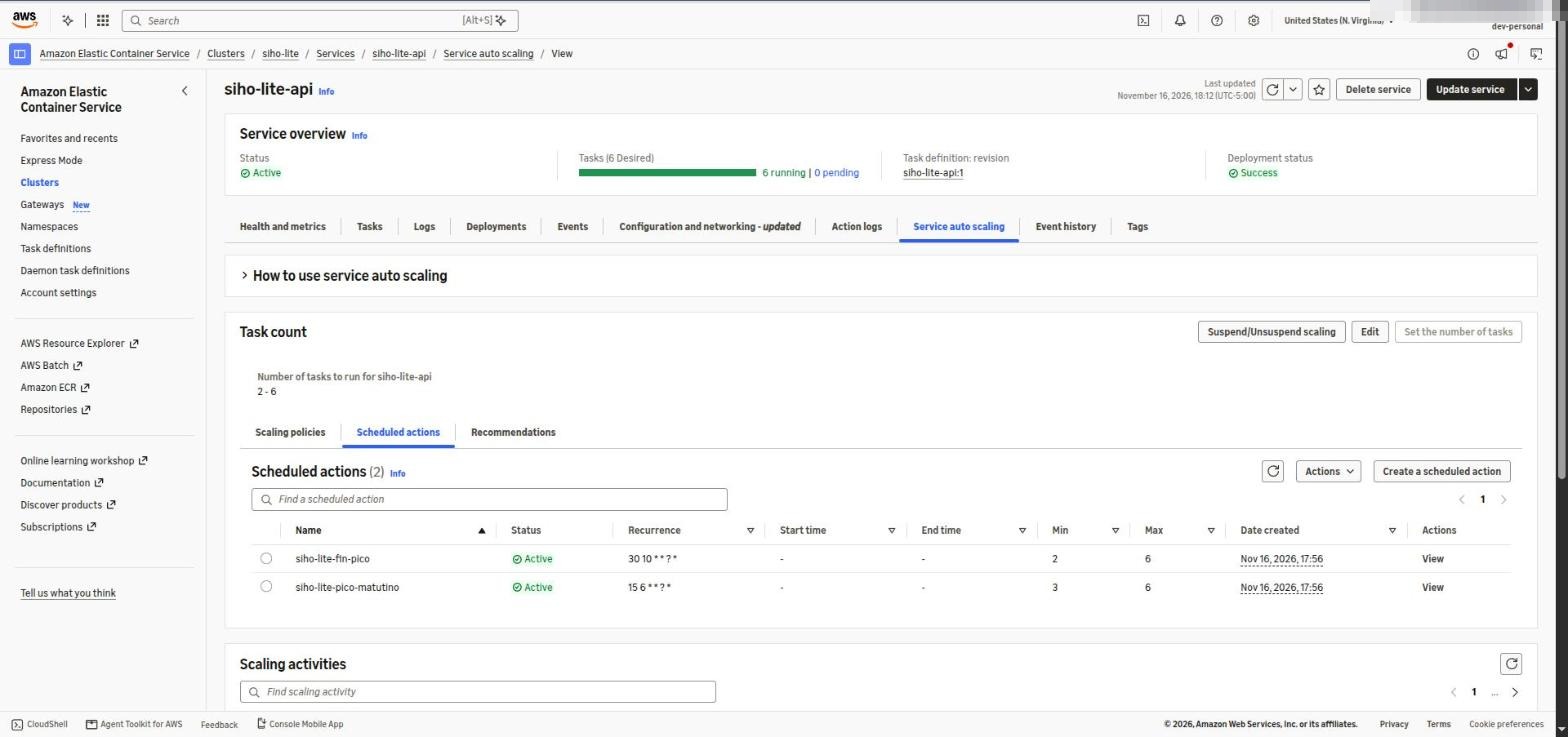 aws
Search
[Alt+S]
United States (N. Virginia)
dev-personal
Amazon Elastic Container Service / Clusters / siho-lite / Services / siho-lite-api / Service auto scaling / View
Amazon Elastic
Container Service
Favorites and recents
Express Mode
Clusters
Gateways New
Namespaces
Task definitions
Daemon task definitions
Account settings
AWS Resource Explorer
AWS Batch
Amazon ECR
Repositories
Online learning workshop
Documentation
Discover products
Subscriptions
Tell us what you think
siho-lite-api Info
Last updated
November 16, 2026, 18:12 (UTC-5:00)
Delete service
Update service
Service overview Info
Status
Active
Tasks (6 Desired)
6 running | 0 pending
Task definition: revision
siho-lite-api:1
Deployment status
Success
Health and metrics
Tasks
Logs
Deployments
Events
Configuration and networking - updated
Action logs
Service auto scaling
Event history
Tags
How to use service auto scaling
Task count
Suspend/Unsuspend scaling
Edit
Set the number of tasks
Number of tasks to run for siho-lite-api
2 - 6
Scaling policies
Scheduled actions
Recommendations
Scheduled actions (2) Info
Actions
Create a scheduled action
Find a scheduled action
1
Name Status Recurrence Start time End time Min Max Date created Actions
siho-lite-fin-pico Active 30 10 * * ? * - - 2 6 Nov 16, 2026, 17:56 View
siho-lite-pico-matutino Active 15 6 * * ? * - - 3 6 Nov 16, 2026, 17:56 View
Scaling activities
Find scaling activity
1 ...
CloudShell
Agent Toolkit for AWS
Feedback
Console Mobile App
© 2026, Amazon Web Services, Inc. or its affiliates.
Privacy
Terms
Cookie preferences